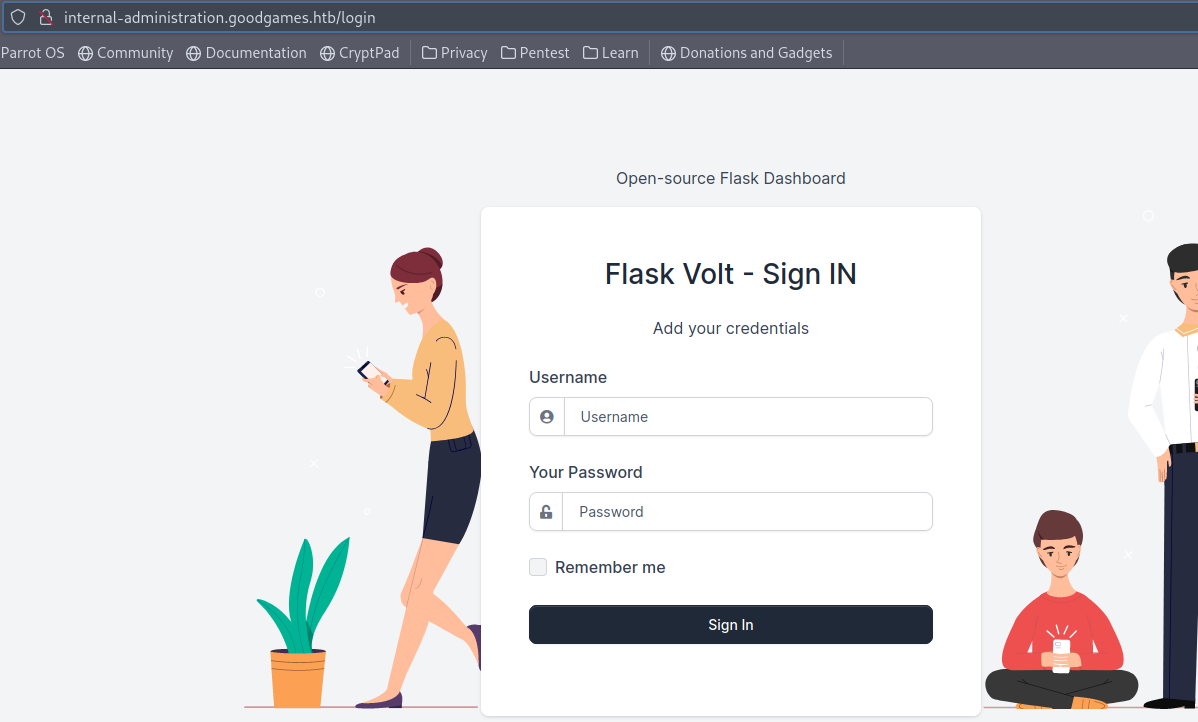 internal-administration.goodgames.htb/login
Parrot OS Community Documentation CryptPad Privacy Pentest Learn Donations and Gadgets
Open-source Flask Dashboard
Flask Volt - Sign IN
Add your credentials
Username
Username
Your Password
Password
Remember me
Sign In